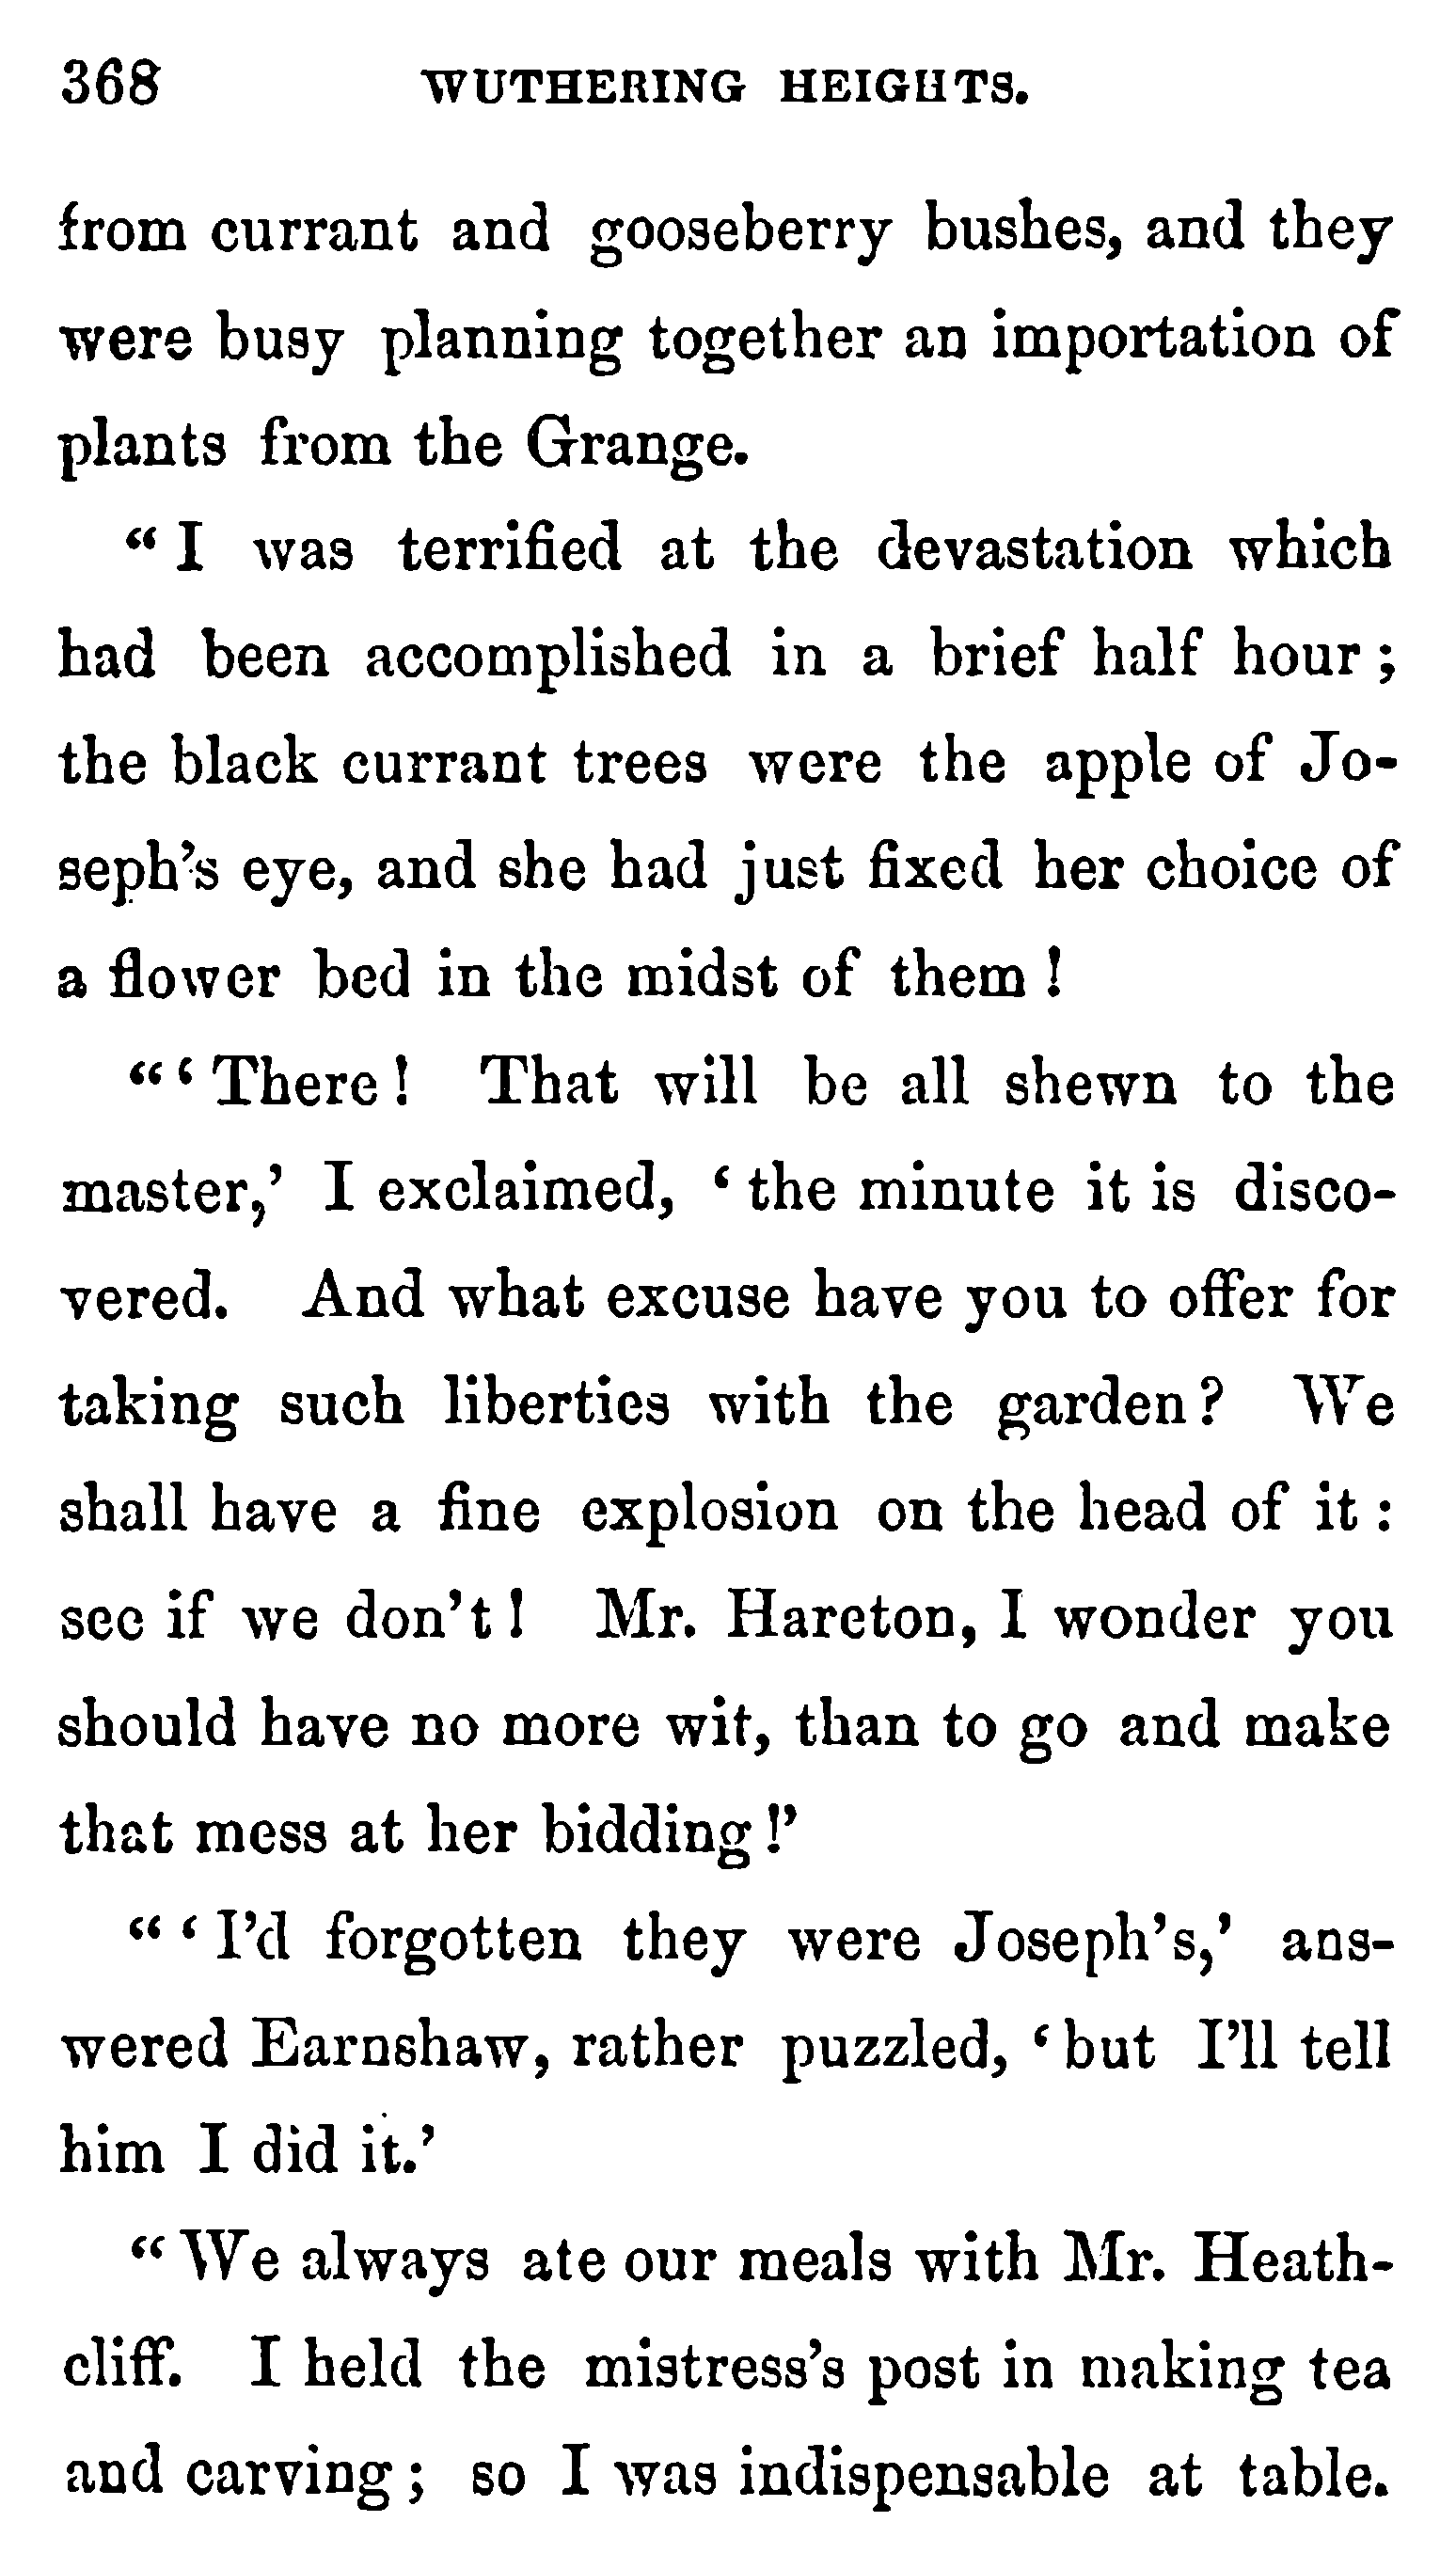 368 WUTHERING HEIGHTS.
from currant and gooseberry bushes, and they
were busy planning together an importation of
plants from the Grange.
“ I was terrified at the devastation which
had been accomplished in a brief half hour ;
the black currant trees were the apple of Jo-
seph’s eye, and she had just fixed her choice of
a flower bed in the midst of them !
“ ‘ There ! That will be all shewn to the
master,’ I exclaimed, ‘ the minute it is disco-
vered. And what excuse have you to offer for
taking such liberties with the garden ? We
shall have a fine explosion on the head of it :
see if we don’t ! Mr. Hareton, I wonder you
should have no more wit, than to go and make
that mess at her bidding !’
“ ‘ I’d forgotten they were Joseph’s,’ ans-
wered Earnshaw, rather puzzled, ‘ but I’ll tell
him I did it.’
“ We always ate our meals with Mr. Heath-
cliff. I held the mistress’s post in making tea
and carving ; so I was indispensable at table.